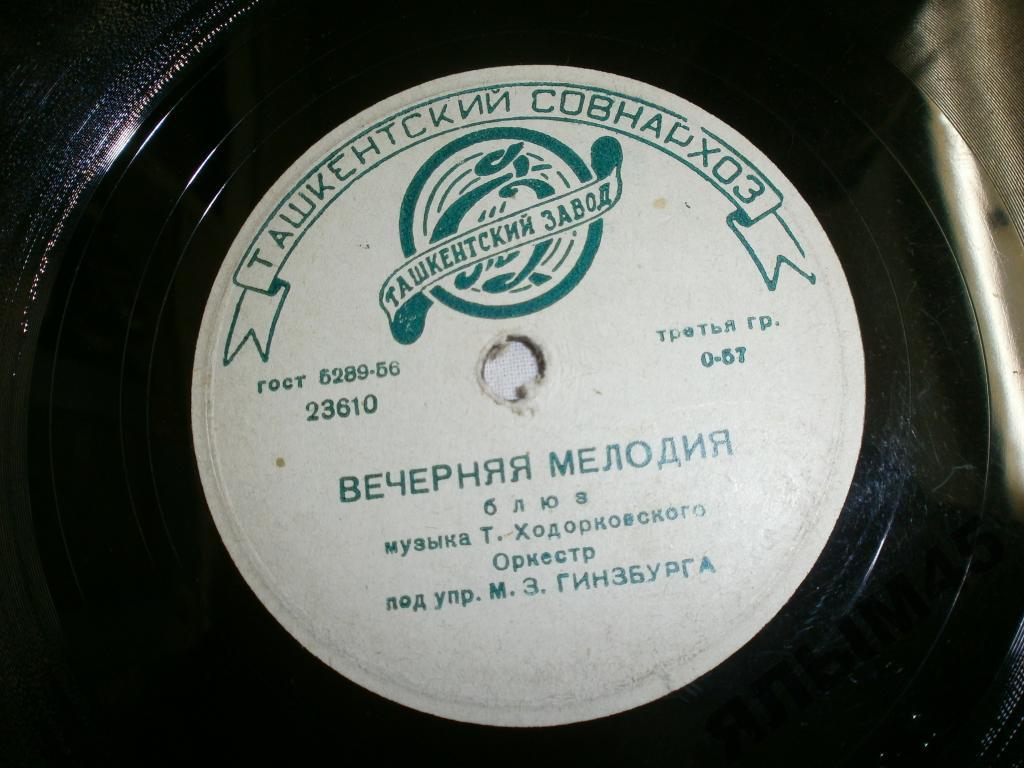 ТАШКЕНТСКИЙ СОВНАРХОЗ
ТАШКЕНТСКИЙ ЗАВОД
гост 5289-56
23610
третья гр.
0-57
ВЕЧЕРНЯЯ МЕЛОДИЯ
блюз
музыка Т. Ходорковского
Оркестр
под упр. М. З. ГИНЗБУРГА
ЯЛЫМ45